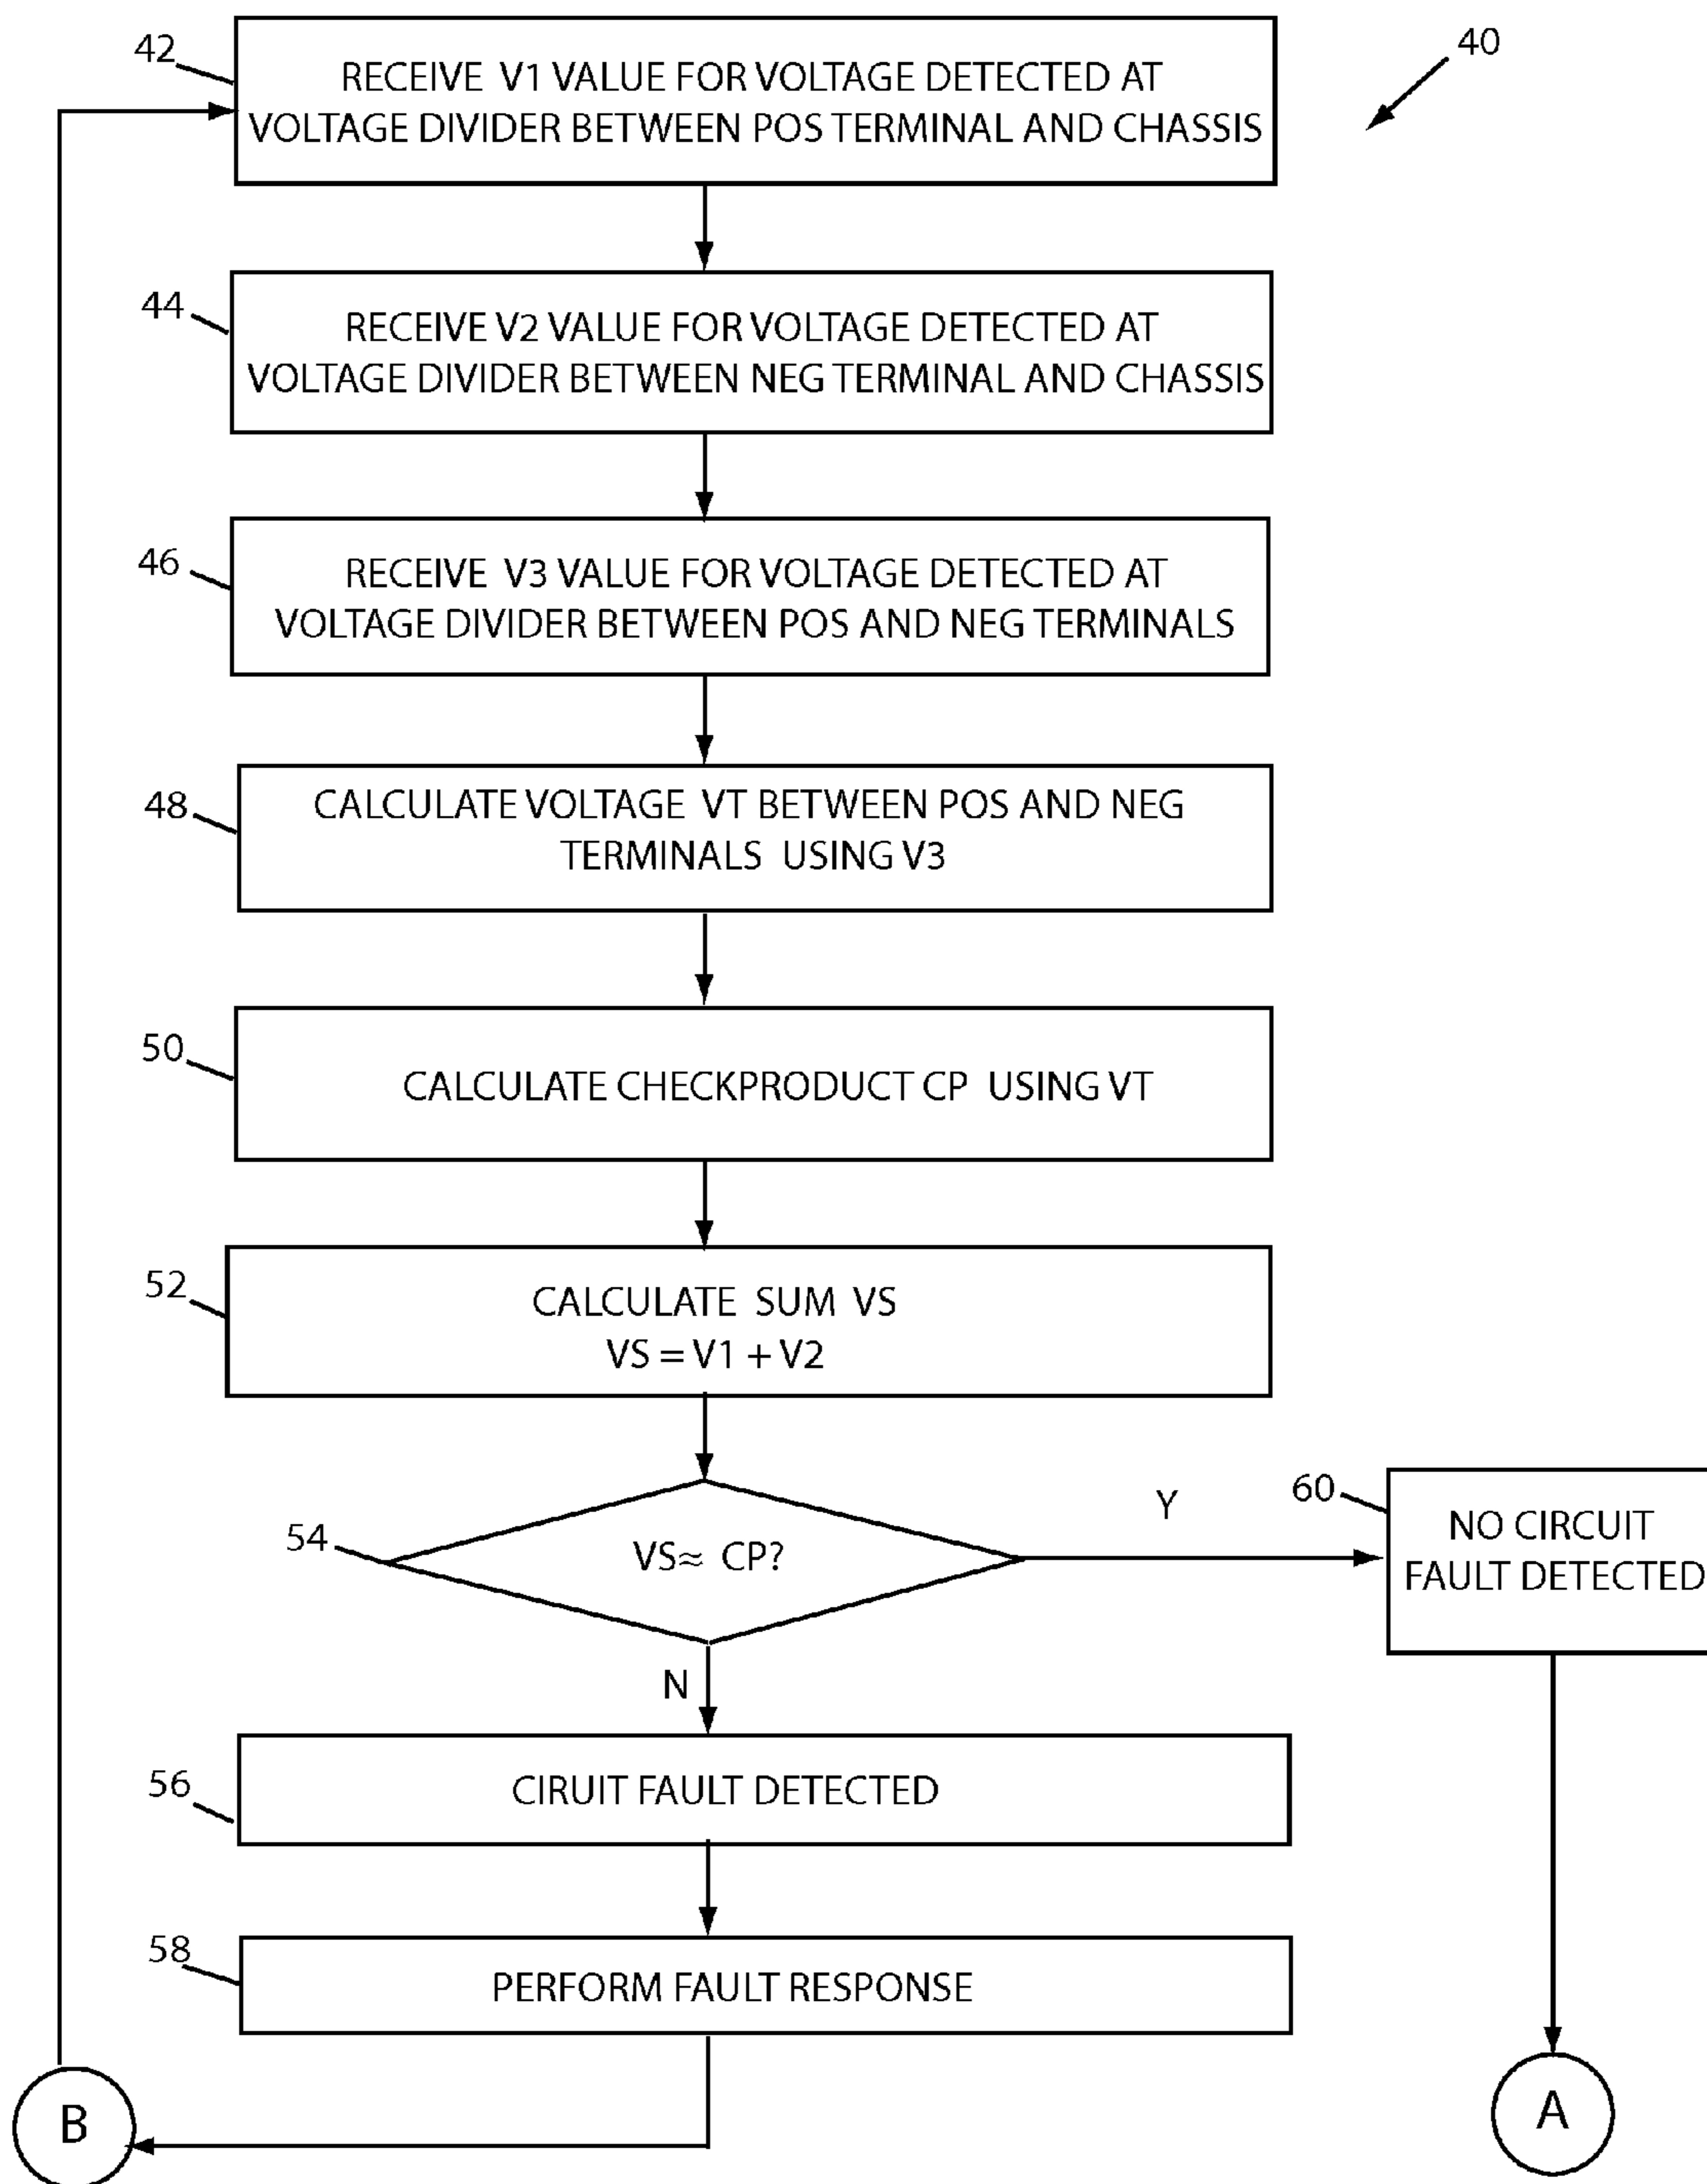 40
42
RECEIVE V1 VALUE FOR VOLTAGE DETECTED AT
VOLTAGE DIVIDER BETWEEN POS TERMINAL AND CHASSIS
44
RECEIVE V2 VALUE FOR VOLTAGE DETECTED AT
VOLTAGE DIVIDER BETWEEN NEG TERMINAL AND CHASSIS
46
RECEIVE V3 VALUE FOR VOLTAGE DETECTED AT
VOLTAGE DIVIDER BETWEEN POS AND NEG TERMINALS
48
CALCULATE VOLTAGE VT BETWEEN POS AND NEG
TERMINALS USING V3
50
CALCULATE CHECKPRODUCT CP USING VT
52
CALCULATE SUM VS
VS = V1 + V2
54
VS≈ CP?
Y
60
NO CIRCUIT
FAULT DETECTED
N
56
CIRUIT FAULT DETECTED
58
PERFORM FAULT RESPONSE
B
A